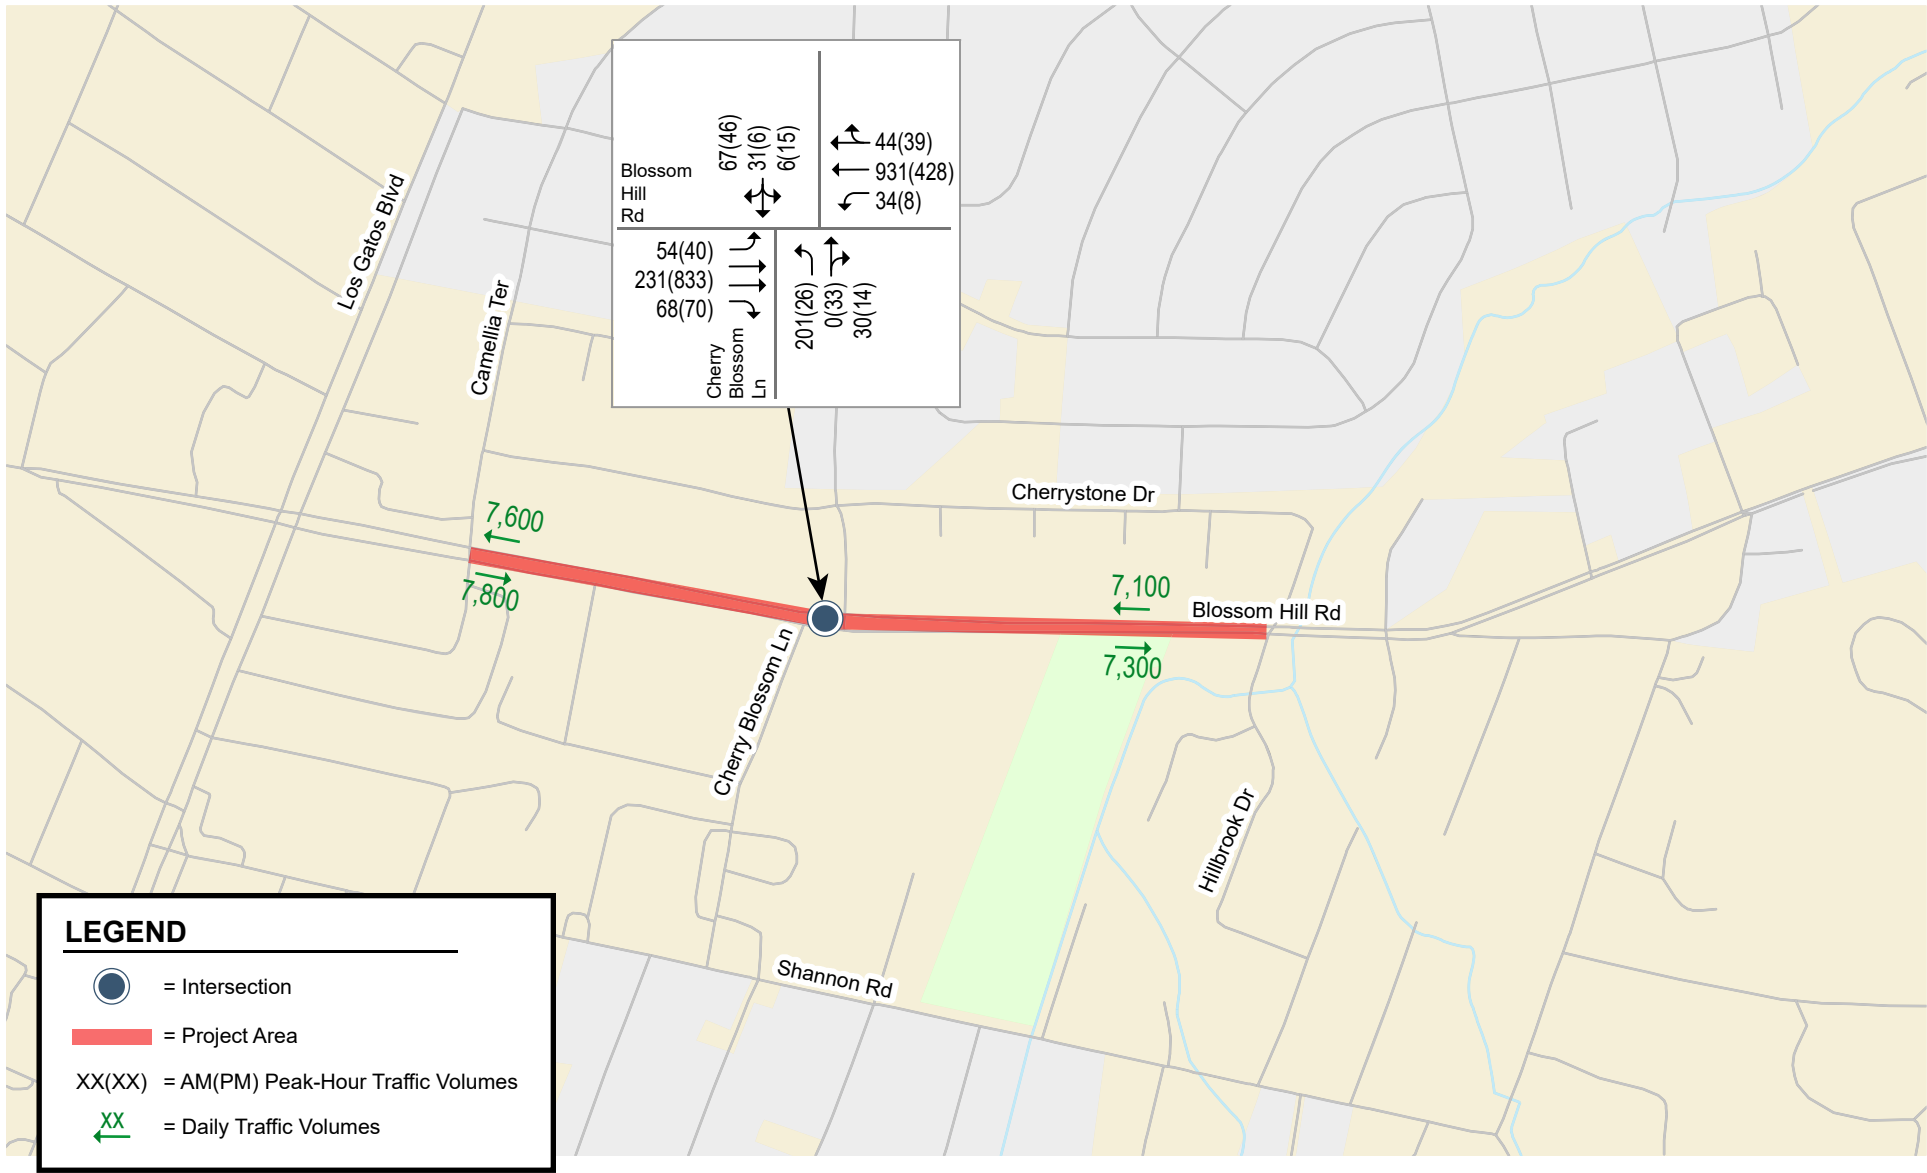 67(46)
31(6)
6(15)
44(39)
931(428)
34(8)
Blossom
Hill
Rd
54(40)
231(833)
68(70)
201(26)
0(33)
30(14)
Cherry
Blossom
Ln
Los Gatos Blvd
Camellia Ter
Cherrystone Dr
7,600
7,800
7,100
Blossom Hill Rd
7,300
Cherry Blossom Ln
Hillbrook Dr
Shannon Rd
LEGEND
= Intersection
= Project Area
XX(XX) = AM(PM) Peak-Hour Traffic Volumes
XX = Daily Traffic Volumes